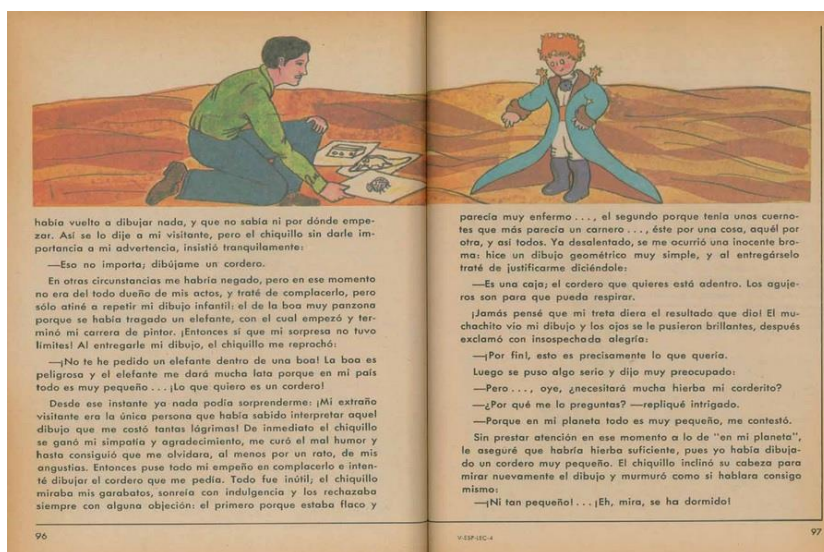 había vuelto a dibujar nada, y que no sabía ni por dónde empe-
zar. Así se lo dije a mi visitante, pero el chiquillo sin darle im-
portancia a mi advertencia, insistió tranquilamente:
—Eso no importa; dibújame un cordero.
En otras circunstancias me habría negado, pero en ese momento
no era del todo dueño de mis actos, y traté de complacerlo, pero
sólo atiné a repetir mi dibujo infantil: el de la boa muy panzona
porque se había tragado un elefante, con el cual empezó y ter-
minó mi carrera de pintor. ¡Entonces sí que mi sorpresa no tuvo
límites! Al entregarle mi dibujo, el chiquillo me reprochó:
—¡No te he pedido un elefante dentro de una boa! La boa es
peligrosa y el elefante me dará mucha lata porque en mi país
todo es muy pequeño . . . ¡Lo que quiero es un cordero!
Desde ese instante ya nada podía sorprenderme: ¡Mi extraño
visitante era la única persona que había sabido interpretar aquel
dibujo que me costó tantas lágrimas! De inmediato el chiquillo
se ganó mi simpatía y agradecimiento, me curó el mal humor y
hasta consiguió que me olvidara, al menos por un rato, de mis
angustias. Entonces puse todo mi empeño en complacerlo e inten-
té dibujar el cordero que me pedía. Todo fue inútil; el chiquillo
miraba mis garabatos, sonreía con indulgencia y los rechazaba
siempre con alguna objeción: el primero porque estaba flaco y
96
parecía muy enfermo . . ., el segundo porque tenía unos cuerno-
tes que más parecía un carnero . . ., éste por una cosa, aquél por
otra, y así todos. Ya desalentado, se me ocurrió una inocente bro-
ma: hice un dibujo geométrico muy simple, y al entregárselo
traté de justificarme diciéndole:
—Es una caja; el cordero que quieres está adentro. Los aguje-
ros son para que pueda respirar.
¡Jamás pensé que mi treta diera el resultado que dio! El mu-
chachito vio mi dibujo y los ojos se le pusieron brillantes, después
exclamó con insospechada alegría:
—¡Por fin!, esto es precisamente lo que quería.
Luego se puso algo serio y dijo muy preocupado:
—Pero . . ., oye, ¿necesitará mucha hierba mi corderito?
—¿Por qué me lo preguntas? —repliqué intrigado.
—Porque en mi planeta todo es muy pequeño, me contestó.
Sin prestar atención en ese momento a lo de "en mi planeta",
le aseguré que habría hierba suficiente, pues yo había dibuja-
do un cordero muy pequeño. El chiquillo inclinó su cabeza para
mirar nuevamente el dibujo y murmuró como si hablara consigo
mismo:
—¡Ni tan pequeño! . . . ¡Eh, mira, se ha dormido!
V-ESP-LEC-4
97